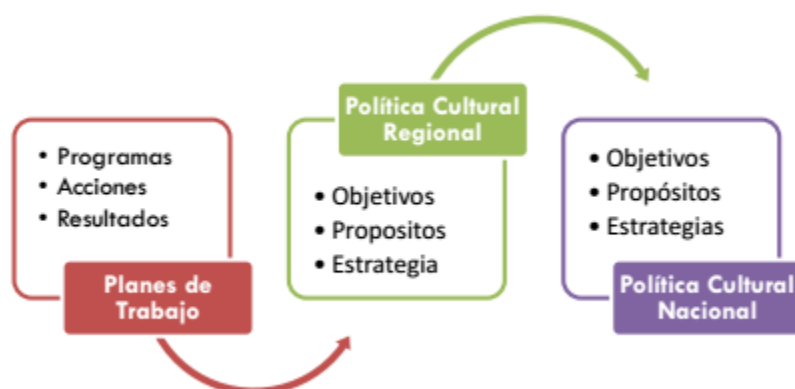 • Programas
• Acciones
• Resultados
Planes de
Trabajo
Política Cultural
Regional
• Objetivos
• Propositos
• Estrategia
• Objetivos
• Propósitos
• Estrategias
Política Cultural
Nacional